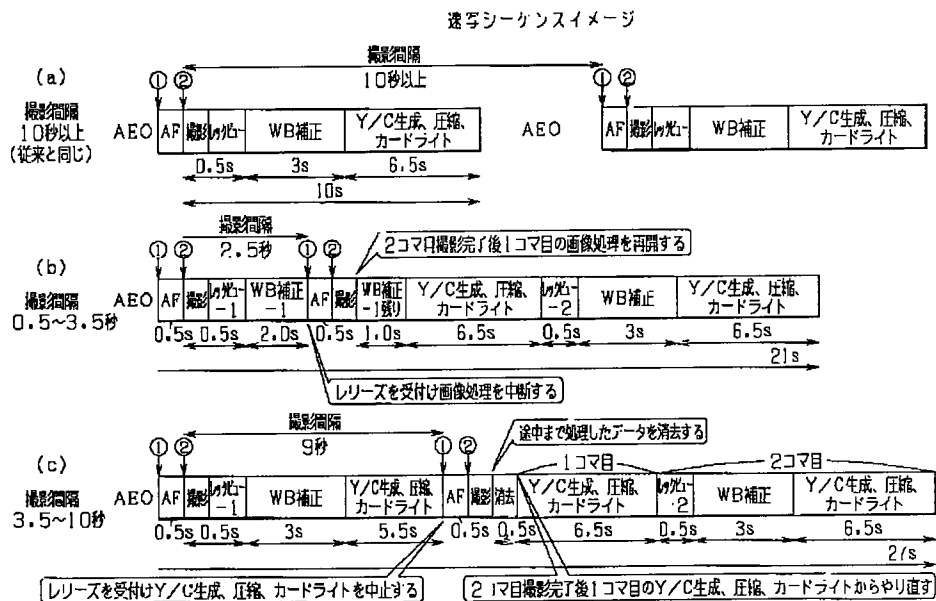 速写シーケンスイメージ
(a)
撮影間隔
10秒以上
(従来と同じ)
撮影間隔
10秒以上
① ② ① ②
AEO AF 撮影 レックビュー WB補正 Y/C生成、圧縮、カードライト AEO AF 撮影 レックビュー WB補正 Y/C生成、圧縮、カードライト
0.5s 3s 6.5s
10s
(b)
撮影間隔
0.5~3.5秒
撮影間隔
2.5秒
① ② ① ②
2コマ目撮影完了後1コマ目の画像処理を再開する
AEO AF 撮影 レックビュー-1 WB補正-1 AF 撮影 WB補正-1残り Y/C生成、圧縮、カードライト レックビュー-2 WB補正 Y/C生成、圧縮、カードライト
0.5s 0.5s 2.0s 0.5s 1.0s 6.5s 0.5s 3s 6.5s
21s
レリーズを受付け画像処理を中断する
(c)
撮影間隔
3.5~10秒
撮影間隔
9秒
① ② ① ②
途中まで処理したデータを消去する
1コマ目 2コマ目
AEO AF 撮影 レックビュー-1 WB補正 Y/C生成、圧縮、カードライト AF 撮影 消去 Y/C生成、圧縮、カードライト レックビュー-2 WB補正 Y/C生成、圧縮、カードライト
0.5s 0.5s 3s 5.5s 0.5s 0.5s 6.5s 0.5s 3s 6.5s
27s
レリーズを受付けY/C生成、圧縮、カードライトを中止する
2コマ目撮影完了後1コマ目のY/C生成、圧縮、カードライトからやり直す